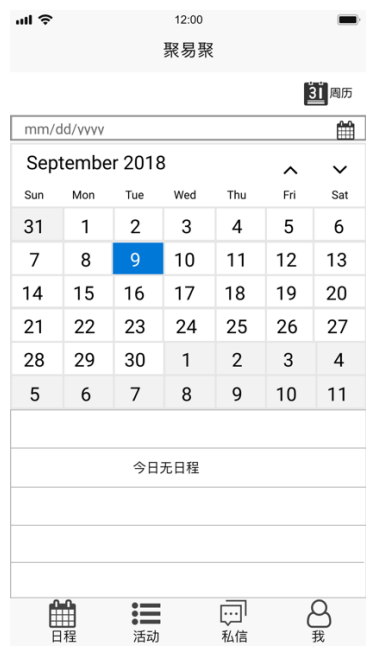 12:00
聚易聚
31 周历
mm/dd/yyyy
September 2018
Sun Mon Tue Wed Thu Fri Sat
31 1 2 3 4 5 6
7 8 9 10 11 12 13
14 15 16 17 18 19 20
21 22 23 24 25 26 27
28 29 30 1 2 3 4
5 6 7 8 9 10 11
今日无日程
日程 活动 私信 我